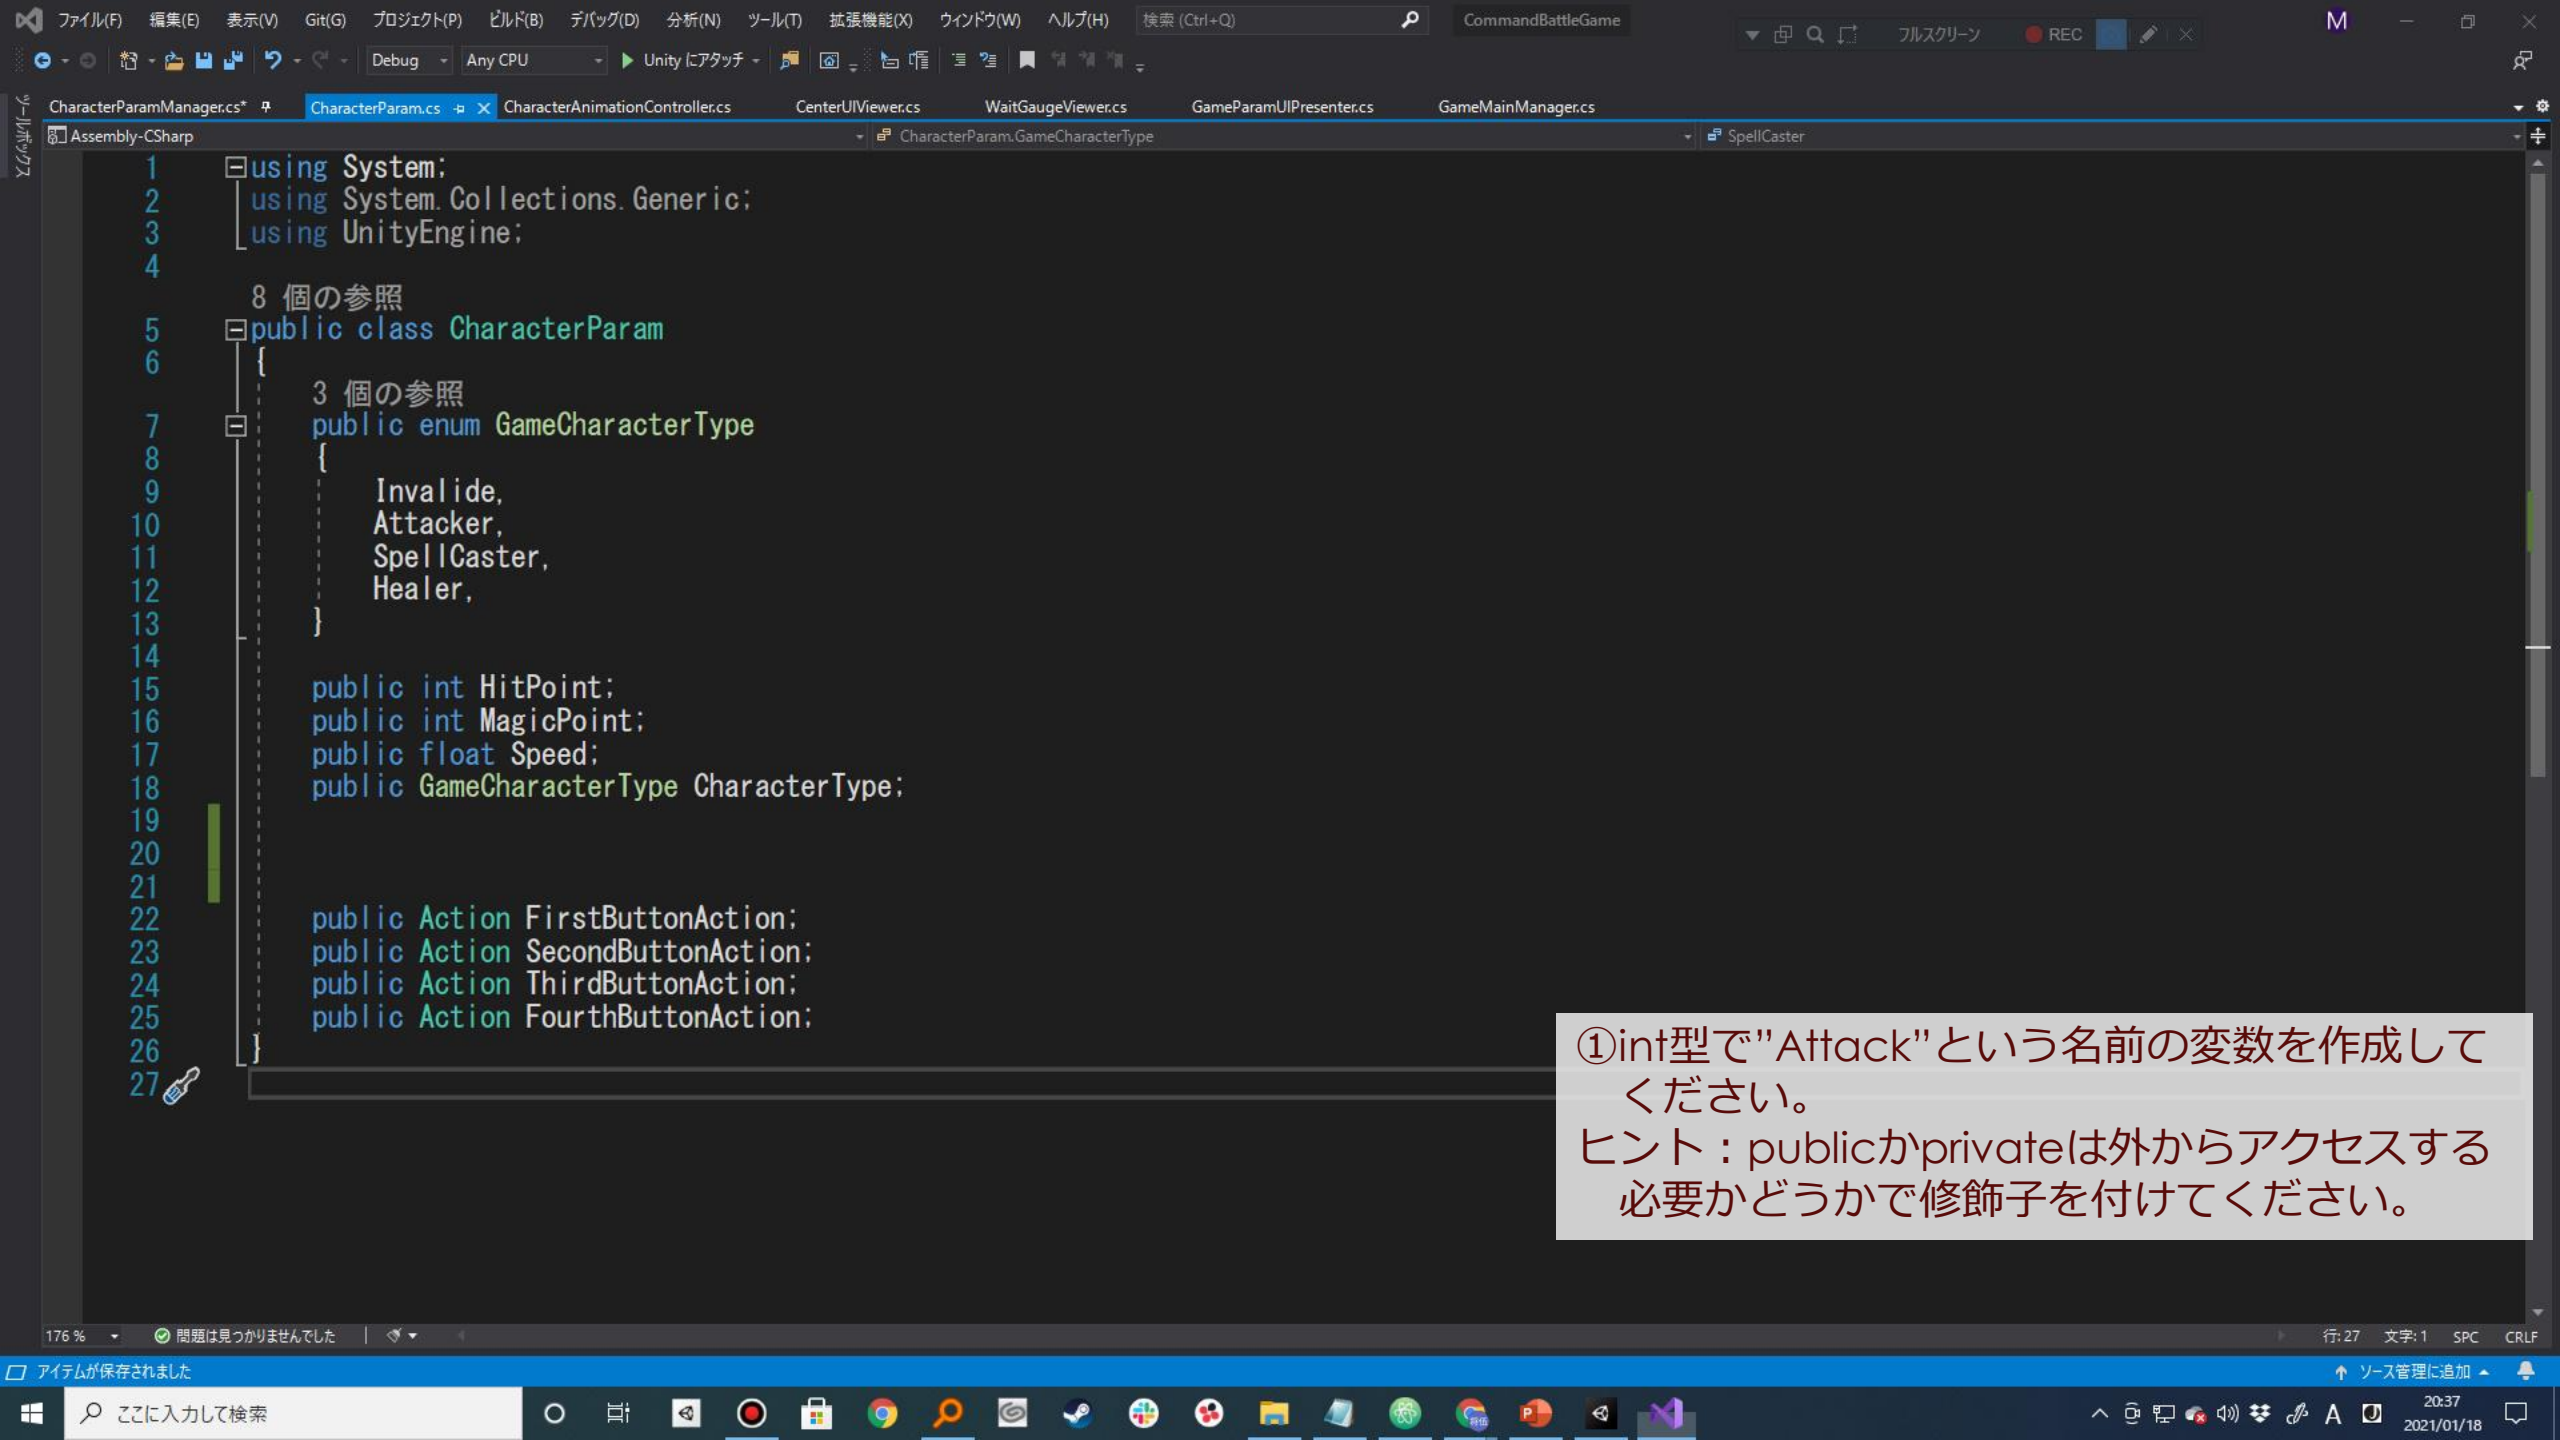 ファイル(F) 編集(E) 表示(V) Git(G) プロジェクト(P) ビルド(B) デバッグ(D) 分析(N) ツール(T) 拡張機能(X) ウィンドウ(W) ヘルプ(H) 検索 (Ctrl+Q) CommandBattleGame フルスクリーン REC M
Debug Any CPU Unity にアタッチ
ツールボックス
CharacterParamManager.cs* CharacterParam.cs CharacterAnimationController.cs CenterUIViewer.cs WaitGaugeViewer.cs GameParamUIPresenter.cs GameMainManager.cs
Assembly-CSharp CharacterParam.GameCharacterType SpellCaster
1 using System;
2 using System.Collections.Generic;
3 using UnityEngine;
4
8 個の参照
5 public class CharacterParam
6 {
3 個の参照
7 public enum GameCharacterType
8 {
9 Invalide,
10 Attacker,
11 SpellCaster,
12 Healer,
13 }
14
15 public int HitPoint;
16 public int MagicPoint;
17 public float Speed;
18 public GameCharacterType CharacterType;
19
20
21
22 public Action FirstButtonAction;
23 public Action SecondButtonAction;
24 public Action ThirdButtonAction;
25 public Action FourthButtonAction;
26 }
27
①int型で”Attack”という名前の変数を作成して
ください。
ヒント：publicかprivateは外からアクセスする
必要かどうかで修飾子を付けてください。
176 % 問題は見つかりませんでした 行: 27 文字: 1 SPC CRLF
アイテムが保存されました ソース管理に追加
ここに入力して検索 A 20:37
2021/01/18